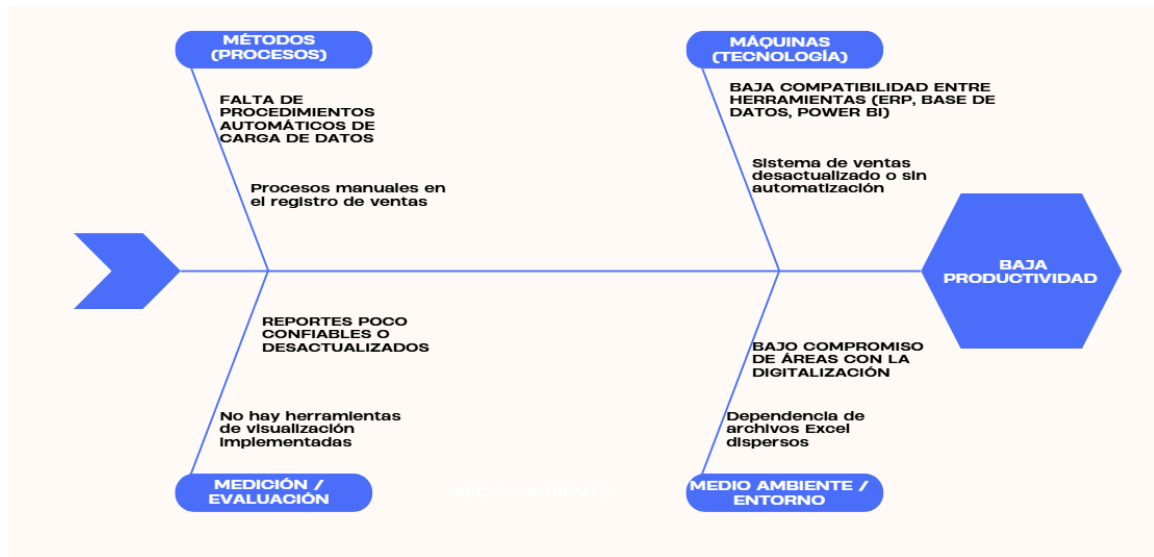 MÉTODOS
(PROCESOS)
MÁQUINAS
(TECNOLOGÍA)
FALTA DE
PROCEDIMIENTOS
AUTOMÁTICOS DE
CARGA DE DATOS
BAJA COMPATIBILIDAD ENTRE
HERRAMIENTAS (ERP, BASE DE
DATOS, POWER BI)
Procesos manuales en
el registro de ventas
Sistema de ventas
desactualizado o sin
automatización
BAJA
PRODUCTIVIDAD
REPORTES POCO
CONFIABLES O
DESACTUALIZADOS
BAJO COMPROMISO
DE ÁREAS CON LA
DIGITALIZACIÓN
No hay herramientas
de visualización
implementadas
Dependencia de
archivos Excel
dispersos
MEDICIÓN /
EVALUACIÓN
MEDIO AMBIENTE
MEDIO AMBIENTE /
ENTORNO